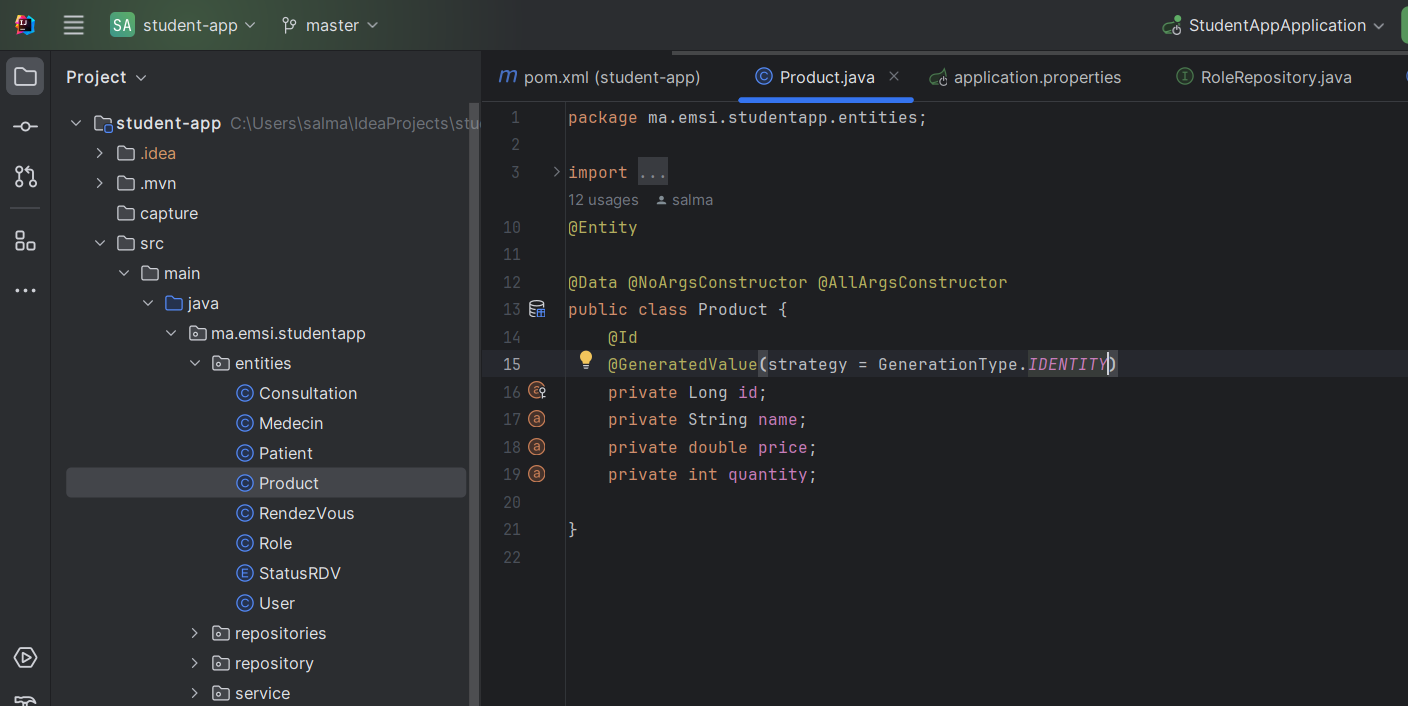 SA student-app master StudentAppApplication
Project
m pom.xml (student-app) Product.java application.properties RoleRepository.java
student-app C:\Users\salma\IdeaProjects\stu
.idea
.mvn
capture
src
main
java
ma.emsi.studentapp
entities
Consultation
Medecin
Patient
Product
RendezVous
Role
StatusRDV
User
repositories
repository
service
1 package ma.emsi.studentapp.entities;
2
3 import ...
12 usages salma
10 @Entity
11
12 @Data @NoArgsConstructor @AllArgsConstructor
13 public class Product {
14 @Id
15 @GeneratedValue(strategy = GenerationType.IDENTITY)
16 private Long id;
17 private String name;
18 private double price;
19 private int quantity;
20
21 }
22